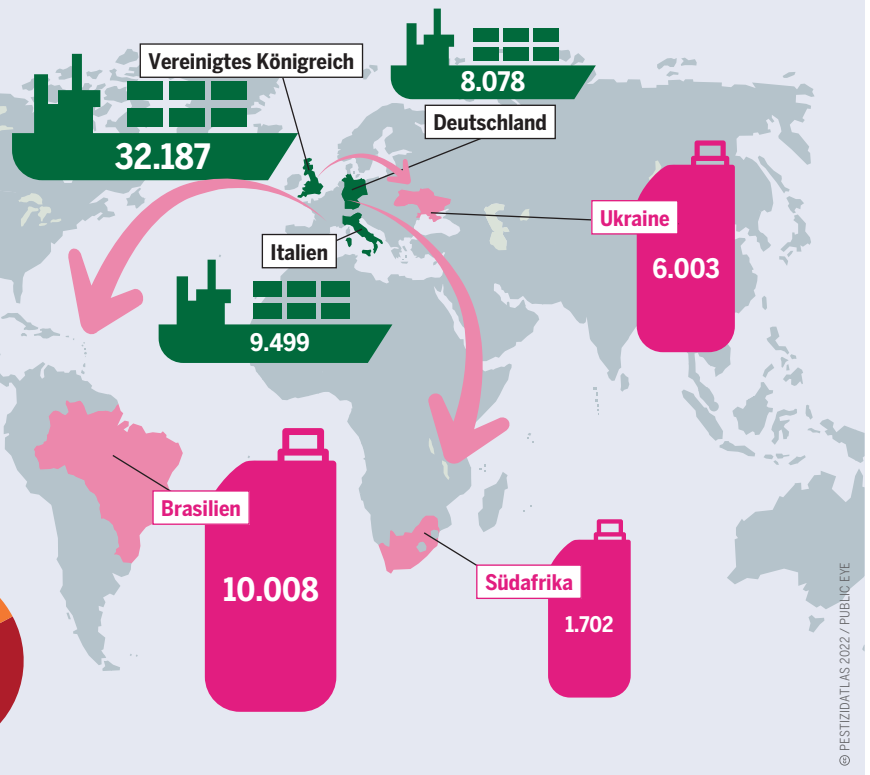 Vereinigtes Königreich
32.187
8.078
Deutschland
Italien
9.499
Ukraine
6.003
Brasilien
10.008
Südafrika
1.702
PESTIZIDATLAS 2022 / PUBLIC EYE